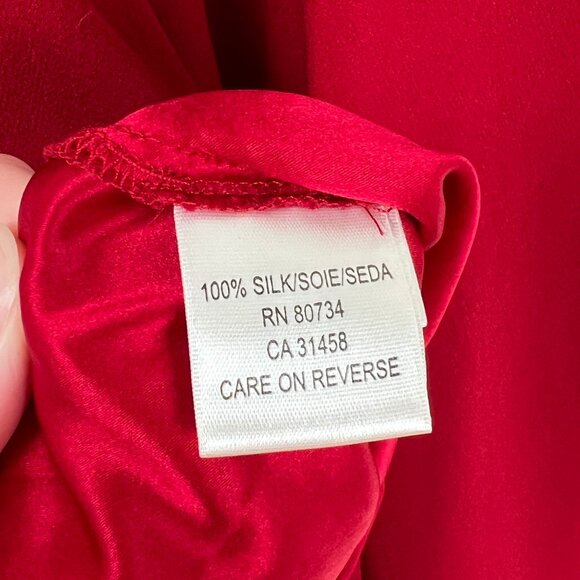 100% SILK/SOIE/SEDA
RN 80734
CA 31458
CARE ON REVERSE